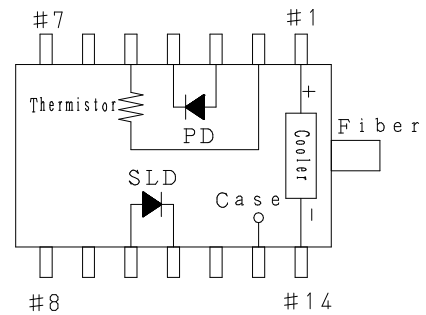 #7
#1
+
Thermistor
PD
Cooler
Fiber
SLD
Case
-
#8
#14